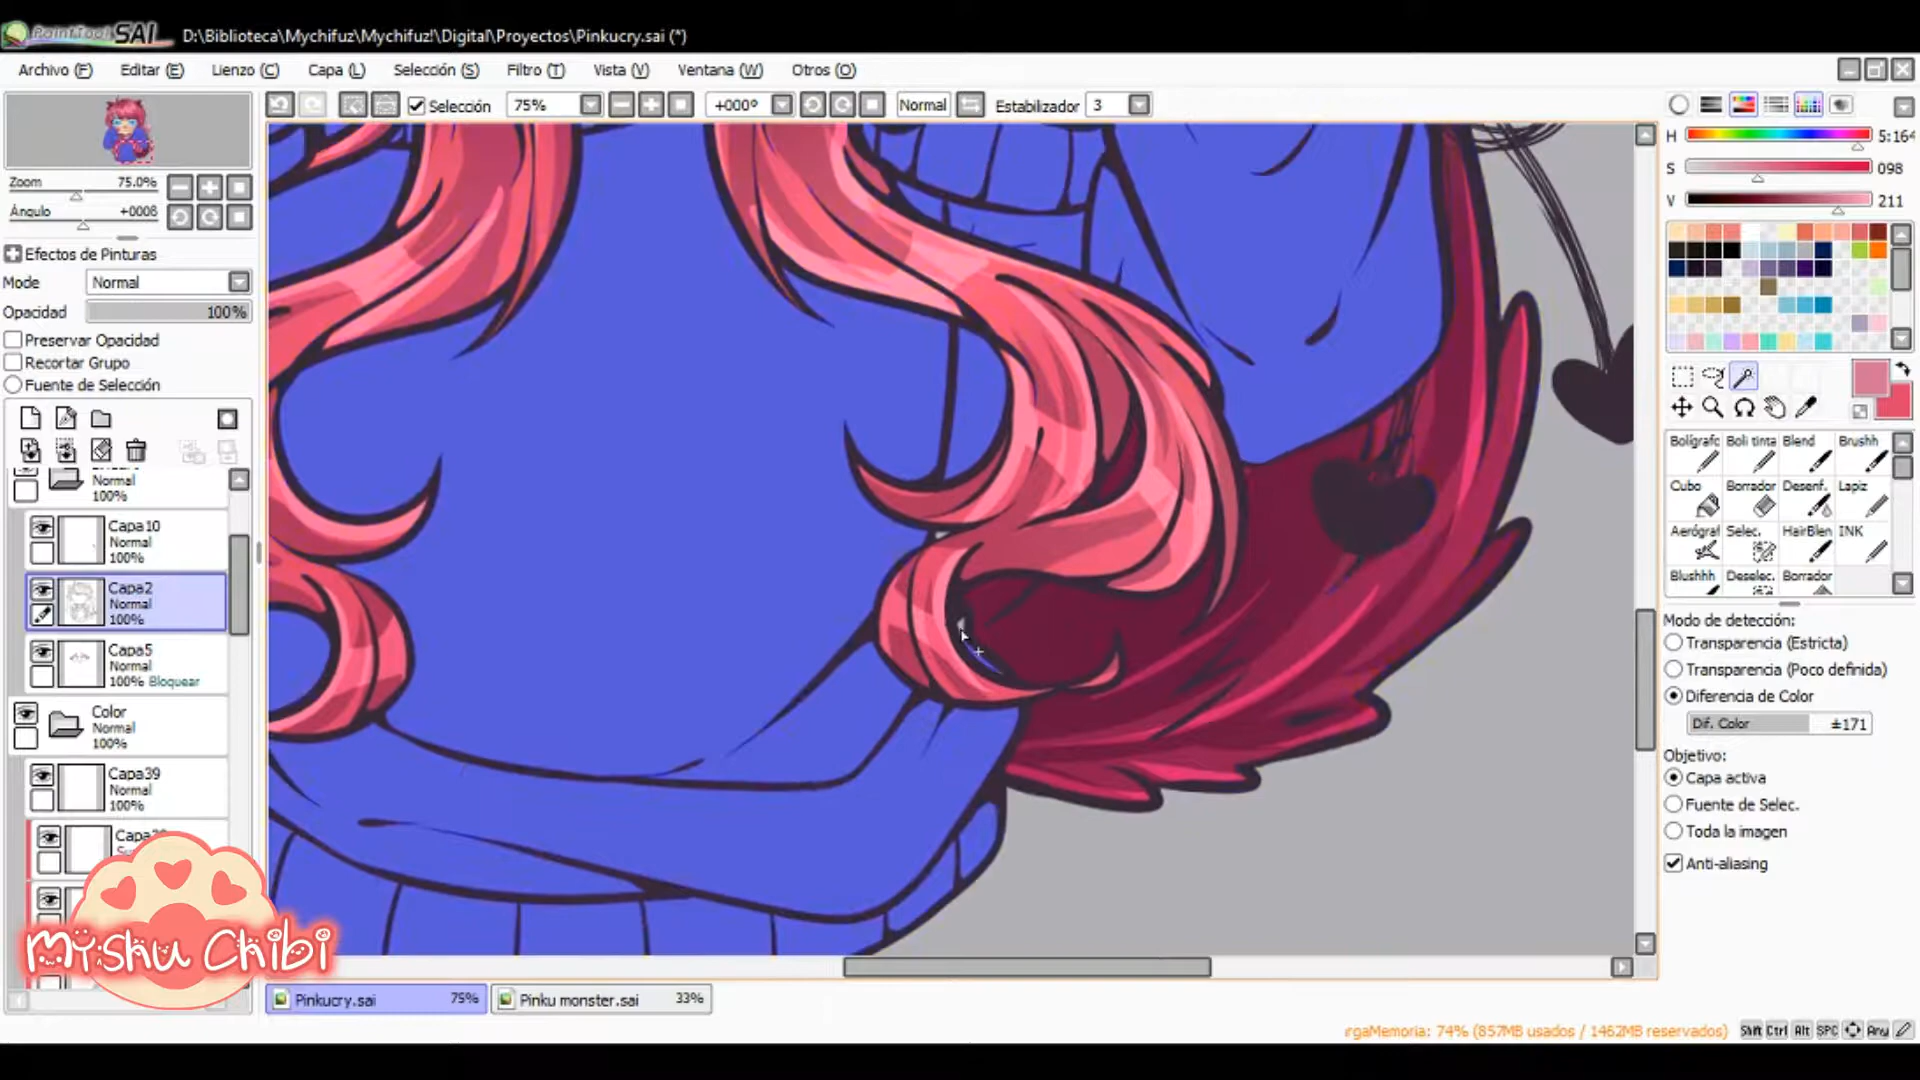 PaintTool SAI D:\Biblioteca\Mychifuz\Mychifuz!\Digital\Proyectos\Pinkucry.sai (*)
Archivo (F) Editar (E) Lienzo (C) Capa (L) Selección (S) Filtro (T) Vista (V) Ventana (W) Otros (O)
Selección 75% +000º Normal Estabilizador 3
Zoom 75.0%
Ángulo +000θ
Efectos de Pinturas
Mode Normal
Opacidad 100%
Preservar Opacidad
Recortar Grupo
Fuente de Selección
Normal
100%
Capa10
Normal
100%
Capa2
Normal
100%
Capa5
Normal
100% Bloquear
Color
Normal
100%
Capa39
Normal
100%
Myshu Chibi
Pinkucry.sai 75% Pinku monster.sai 33%
H 5:164
S 098
V 211
Bolígrafc Boli tinta Blend Brushh
Cubo Borrador Desenf. Lapiz
Aerógraf Selec. HairBlen INK
Blushhh Deselec. Borrador
Modo de detección:
Transparencia (Estricta)
Transparencia (Poco definida)
Diferencia de Color
Dif. Color ±171
Objetivo:
Capa activa
Fuente de Selec.
Toda la imagen
Anti-aliasing
rgaMemoria: 74% (857MB usados / 1462MB reservados) Shift Ctrl Alt SPC Any